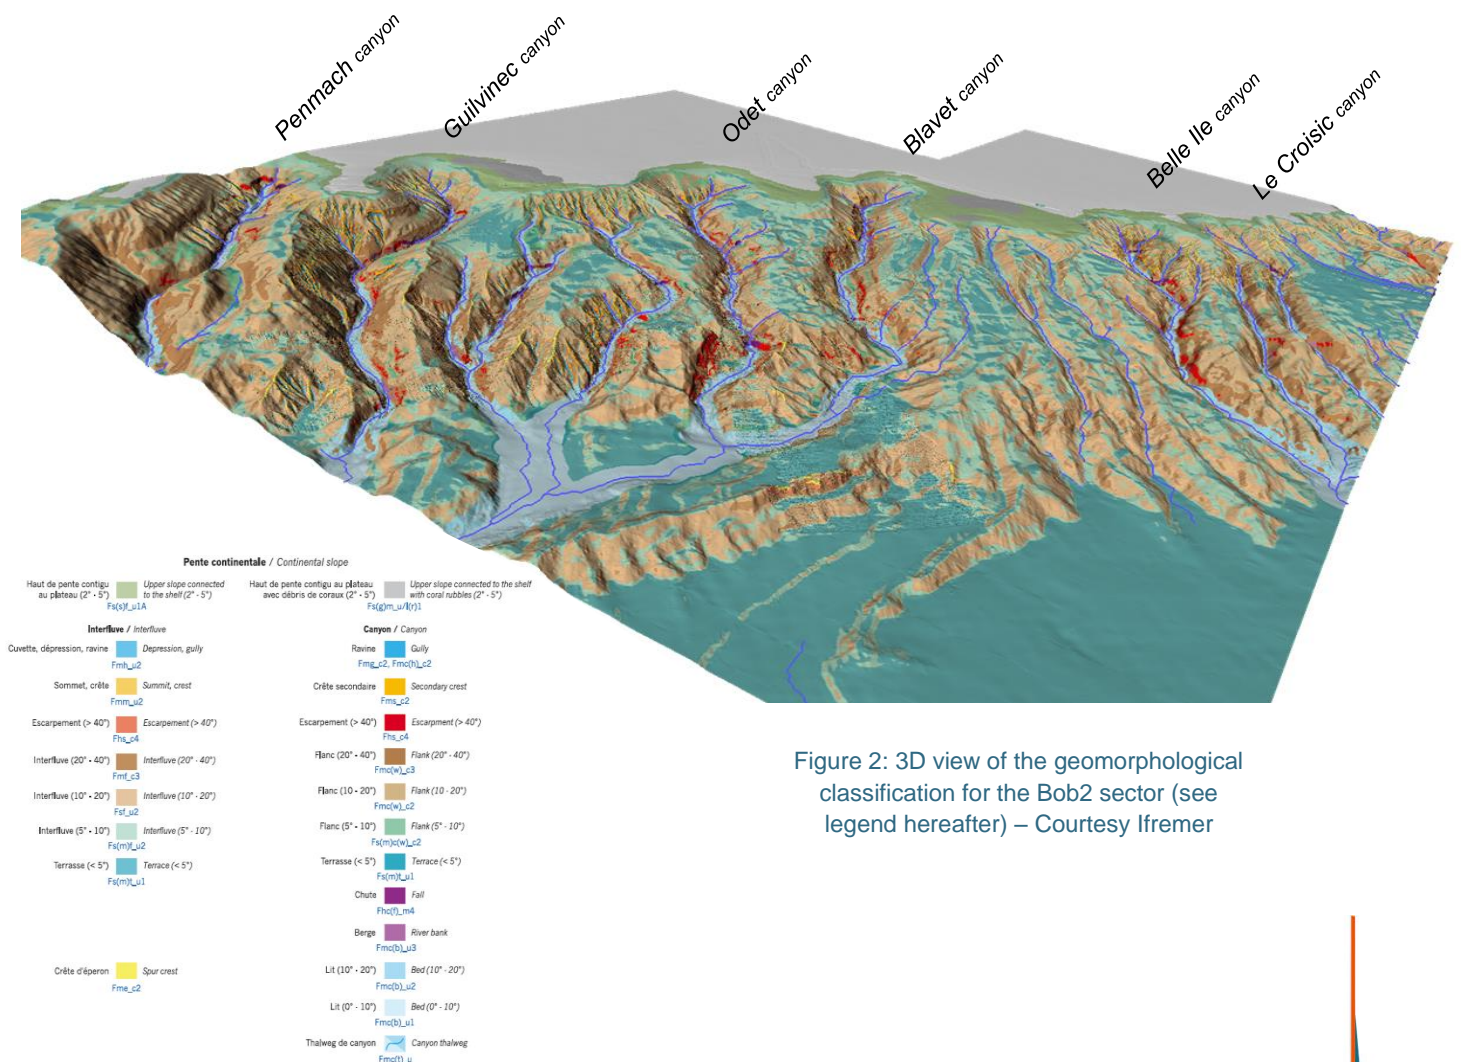 Penmach canyon
Guilvinec canyon
Odet canyon
Blavet canyon
Belle Ile canyon
Le Croisic canyon
Pente continentale / Continental slope
Haut de pente contigu
au plateau (2° - 5°)
Upper slope connected
to the shelf (2° - 5°)
Fs(s)f_u1A
Haut de pente contigu au plateau
avec débris de coraux (2° - 5°)
Upper slope connected to the shelf
with coral rubbles (2° - 5°)
Fs(g)m_u/l(r)1
Interfluve / Interfluve
Cuvette, dépression, ravine
Depression, gully
Fmh_u2
Sommet, crête
Summit, crest
Fmm_u2
Escarpement (> 40°)
Escarpement (> 40°)
Fhs_c4
Interfluve (20° - 40°)
Interfluve (20° - 40°)
Fmf_c3
Interfluve (10° - 20°)
Interfluve (10° - 20°)
Fsf_u2
Interfluve (5° - 10°)
Interfluve (5° - 10°)
Fs(m)f_u2
Terrasse (< 5°)
Terrace (< 5°)
Fs(m)t_u1
Crête d'éperon
Spur crest
Fme_c2
Canyon / Canyon
Ravine
Gully
Fmg_c2, Fmc(h)_c2
Crête secondaire
Secondary crest
Fms_c2
Escarpement (> 40°)
Escarpment (> 40°)
Fhs_c4
Flanc (20° - 40°)
Flank (20° - 40°)
Fmc(w)_c3
Flanc (10 - 20°)
Flank (10 - 20°)
Fmc(w)_c2
Flanc (5° - 10°)
Flank (5° - 10°)
Fs(m)c(w)_c2
Terrasse (< 5°)
Terrace (< 5°)
Fs(m)t_u1
Chute
Fall
Fhc(f)_m4
Berge
River bank
Fmc(b)_u3
Lit (10° - 20°)
Bed (10° - 20°)
Fmc(b)_u2
Lit (0° - 10°)
Bed (0° - 10°)
Fmc(b)_u1
Thalweg de canyon
Canyon thalweg
Fmc(t)_u
Figure 2: 3D view of the geomorphological
classification for the Bob2 sector (see
legend hereafter) – Courtesy Ifremer